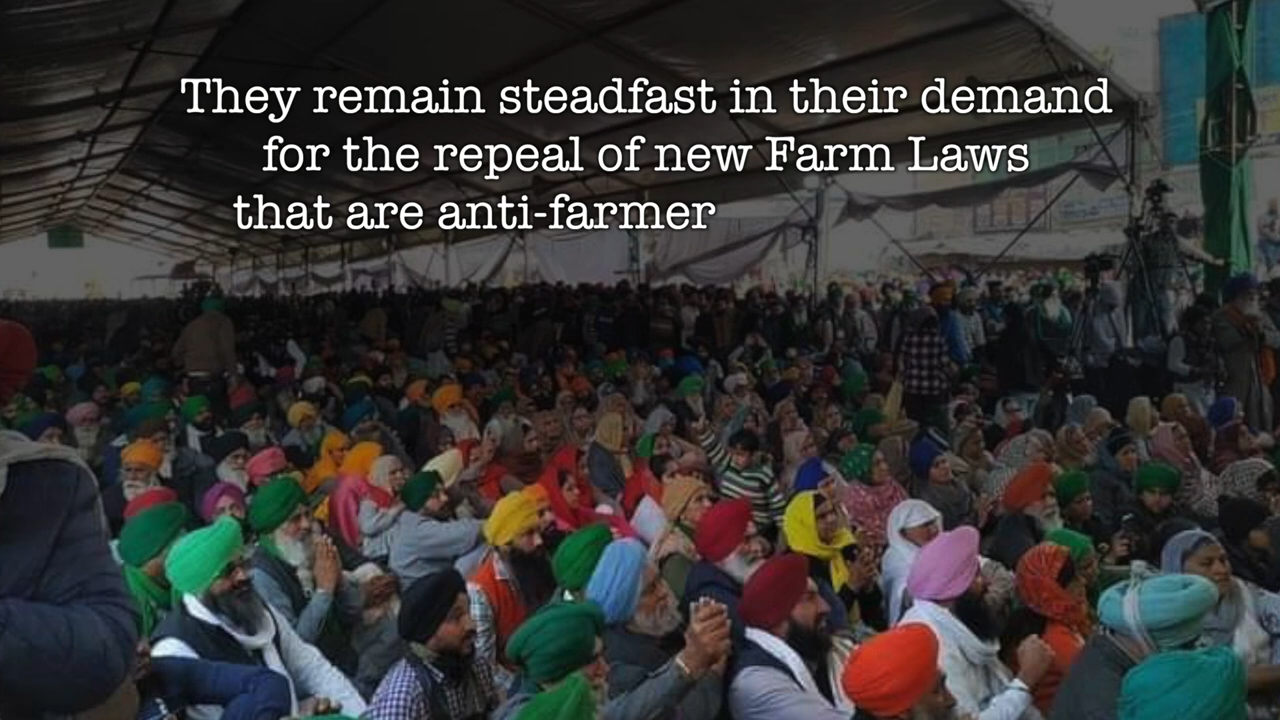 They remain steadfast in their demand
for the repeal of new Farm Laws
that are anti-farmer